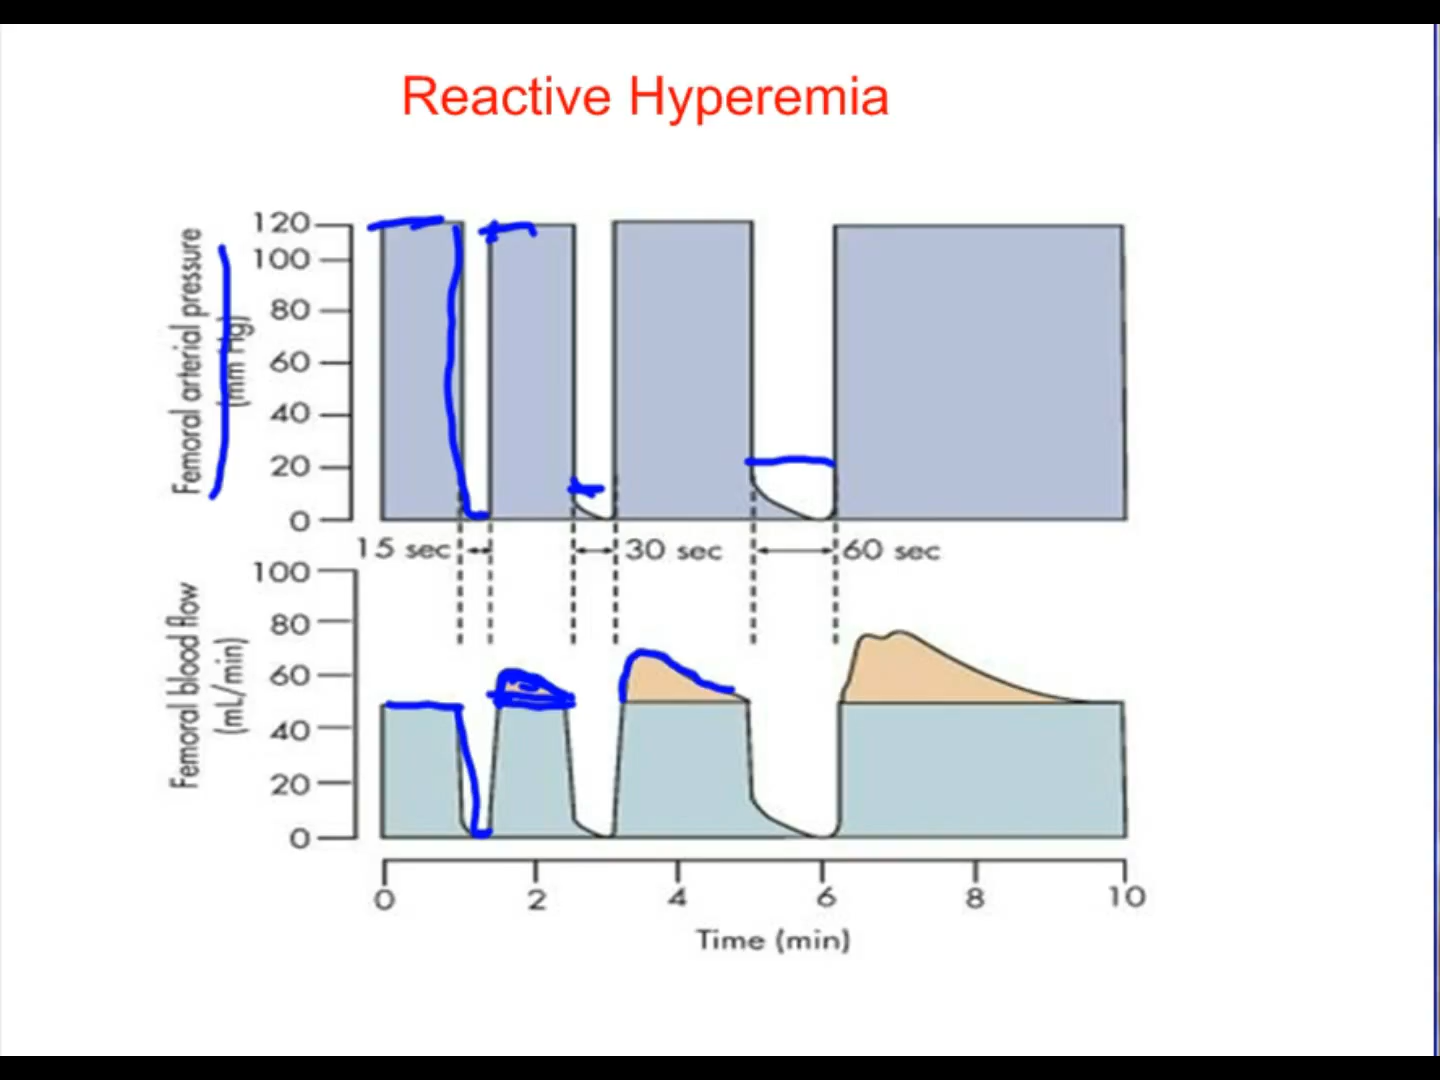 Reactive Hyperemia
Femoral arterial pressure
(mm Hg)
120
100
80
60
40
20
0
15 sec
30 sec
60 sec
Femoral blood flow
(mL/min)
100
80
60
40
20
0
0 2 4 6 8 10
Time (min)